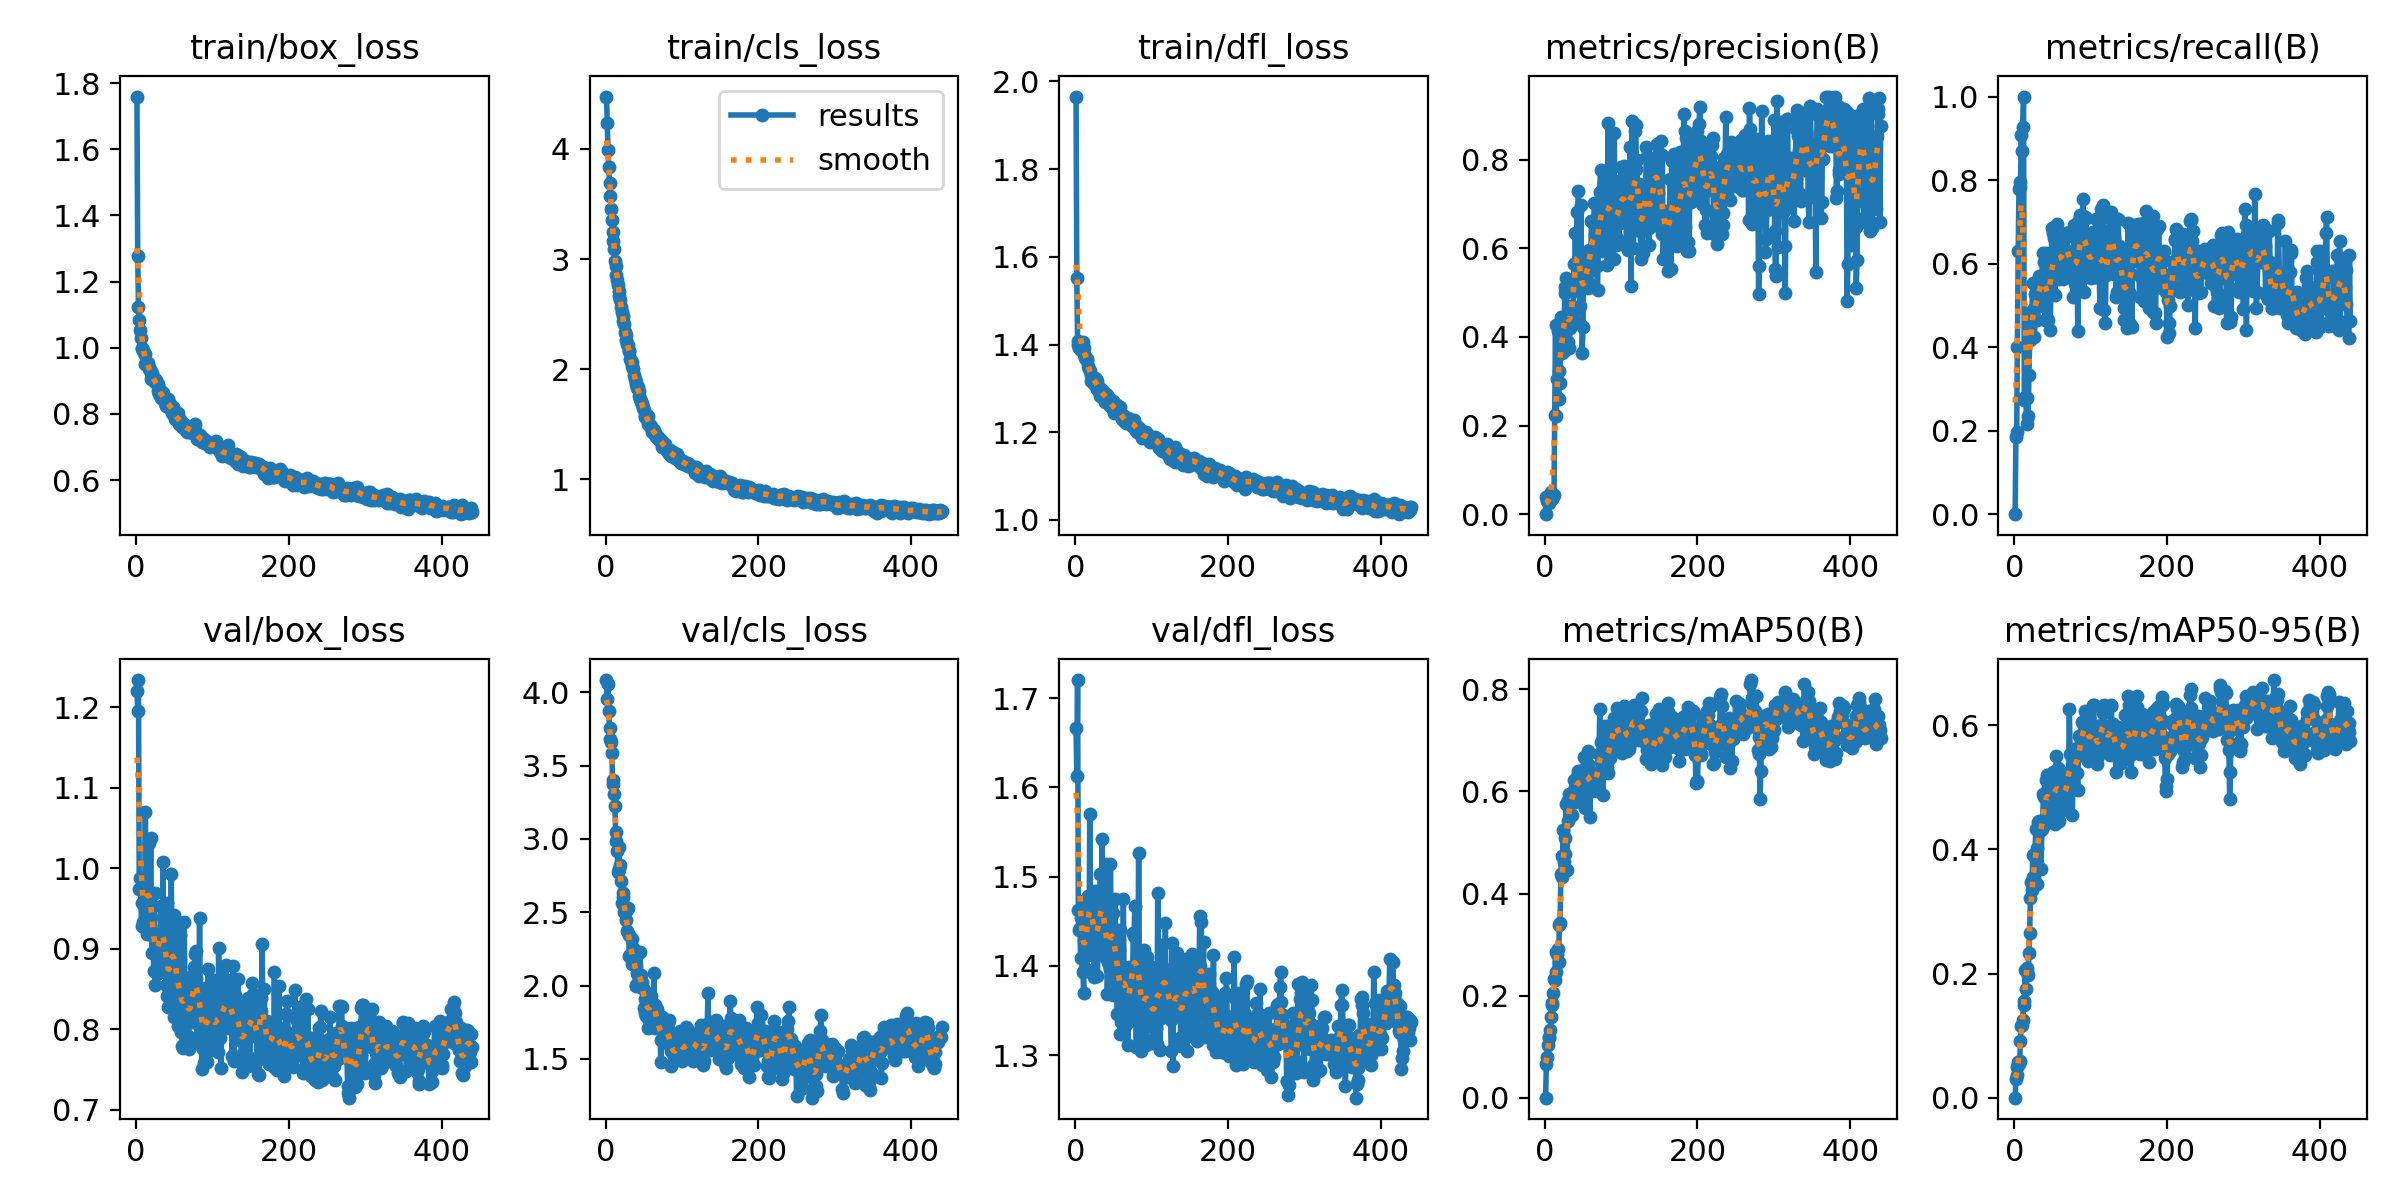 train/box_loss
1.8
1.6
1.4
1.2
1.0
0.8
0.6
0 200 400
train/cls_loss
results
smooth
4
3
2
1
0 200 400
train/dfl_loss
2.0
1.8
1.6
1.4
1.2
1.0
0 200 400
metrics/precision(B)
0.8
0.6
0.4
0.2
0.0
0 200 400
metrics/recall(B)
1.0
0.8
0.6
0.4
0.2
0.0
0 200 400
val/box_loss
1.2
1.1
1.0
0.9
0.8
0.7
0 200 400
val/cls_loss
4.0
3.5
3.0
2.5
2.0
1.5
0 200 400
val/dfl_loss
1.7
1.6
1.5
1.4
1.3
0 200 400
metrics/mAP50(B)
0.8
0.6
0.4
0.2
0.0
0 200 400
metrics/mAP50-95(B)
0.6
0.4
0.2
0.0
0 200 400